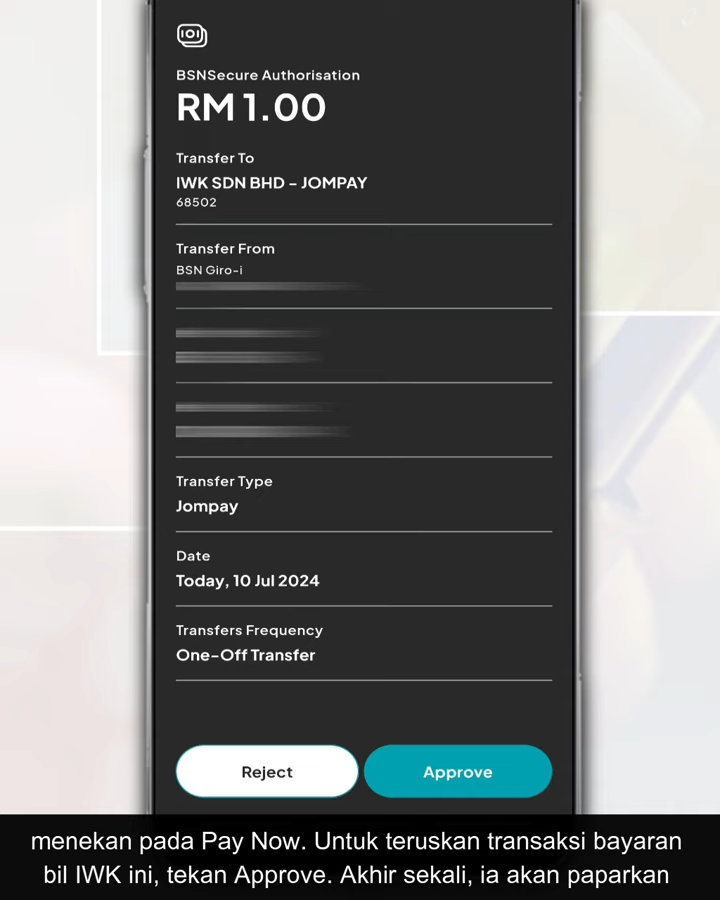 BSNSecure Authorisation
RM 1.00
Transfer To
IWK SDN BHD – JOMPAY
68502
Transfer From
BSN Giro-i
Transfer Type
Jompay
Date
Today, 10 Jul 2024
Transfers Frequency
One-Off Transfer
Reject
Approve
menekan pada Pay Now. Untuk teruskan transaksi bayaran
bil IWK ini, tekan Approve. Akhir sekali, ia akan paparkan